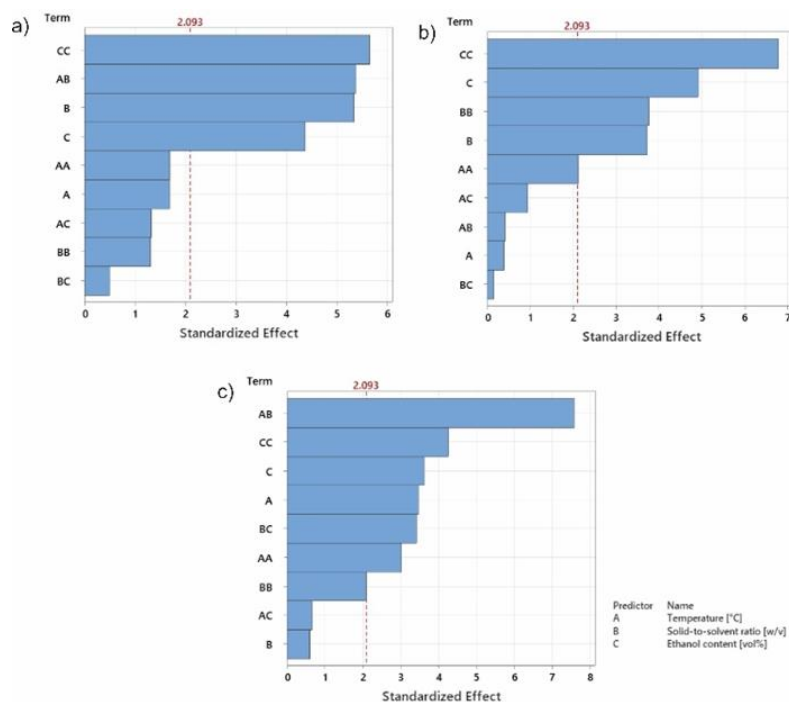 a)
Term
2.093
CC
AB
B
C
AA
A
AC
BB
BC
0 1 2 3 4 5 6
Standardized Effect
b)
Term
2.093
CC
C
BB
B
AA
AC
AB
A
BC
0 1 2 3 4 5 6 7
Standardized Effect
c)
Term
2.093
AB
CC
C
A
BC
AA
BB
AC
B
0 1 2 3 4 5 6 7 8
Standardized Effect
Predictor Name
A Temperature [°C]
B Solid-to-solvent ratio [w/v]
C Ethanol content [vol%]